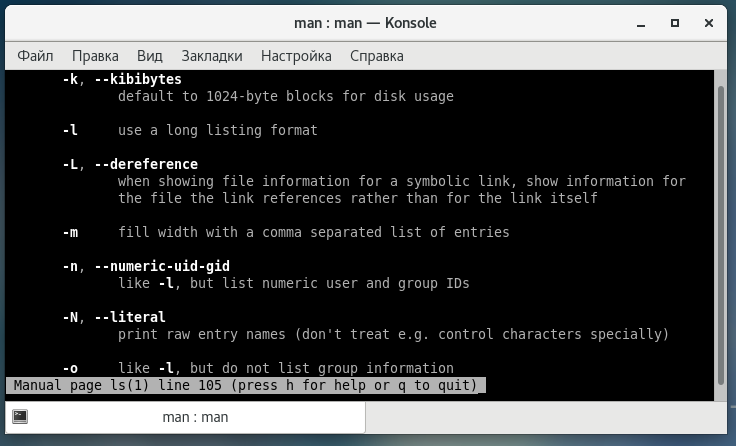 man : man — Konsole
Файл Правка Вид Закладки Настройка Справка
-k, --kibibytes
default to 1024-byte blocks for disk usage
-l use a long listing format
-L, --dereference
when showing file information for a symbolic link, show information for
the file the link references rather than for the link itself
-m fill width with a comma separated list of entries
-n, --numeric-uid-gid
like -l, but list numeric user and group IDs
-N, --literal
print raw entry names (don't treat e.g. control characters specially)
-o like -l, but do not list group information
Manual page ls(1) line 105 (press h for help or q to quit)
man : man